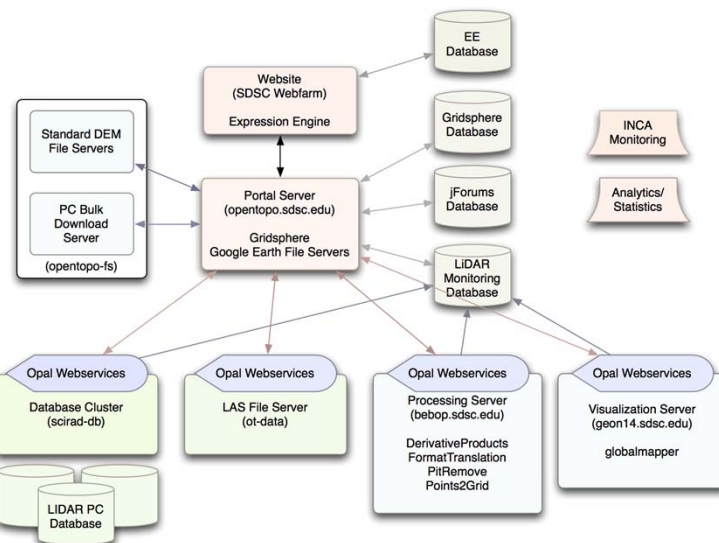 EE
Database
Website
(SDSC Webfarm)
Expression Engine
Gridsphere
Database
INCA
Monitoring
Standard DEM
File Servers
Portal Server
(opentopo.sdsc.edu)
Gridsphere
Google Earth File Servers
jForums
Database
Analytics/
Statistics
PC Bulk
Download
Server
(opentopo-fs)
LiDAR
Monitoring
Database
Opal Webservices
Database Cluster
(scirad-db)
LIDAR PC
Database
Opal Webservices
LAS File Server
(ot-data)
Opal Webservices
Processing Server
(bebop.sdsc.edu)
DerivativeProducts
FormatTranslation
PitRemove
Points2Grid
Opal Webservices
Visualization Server
(geon14.sdsc.edu)
globalmapper